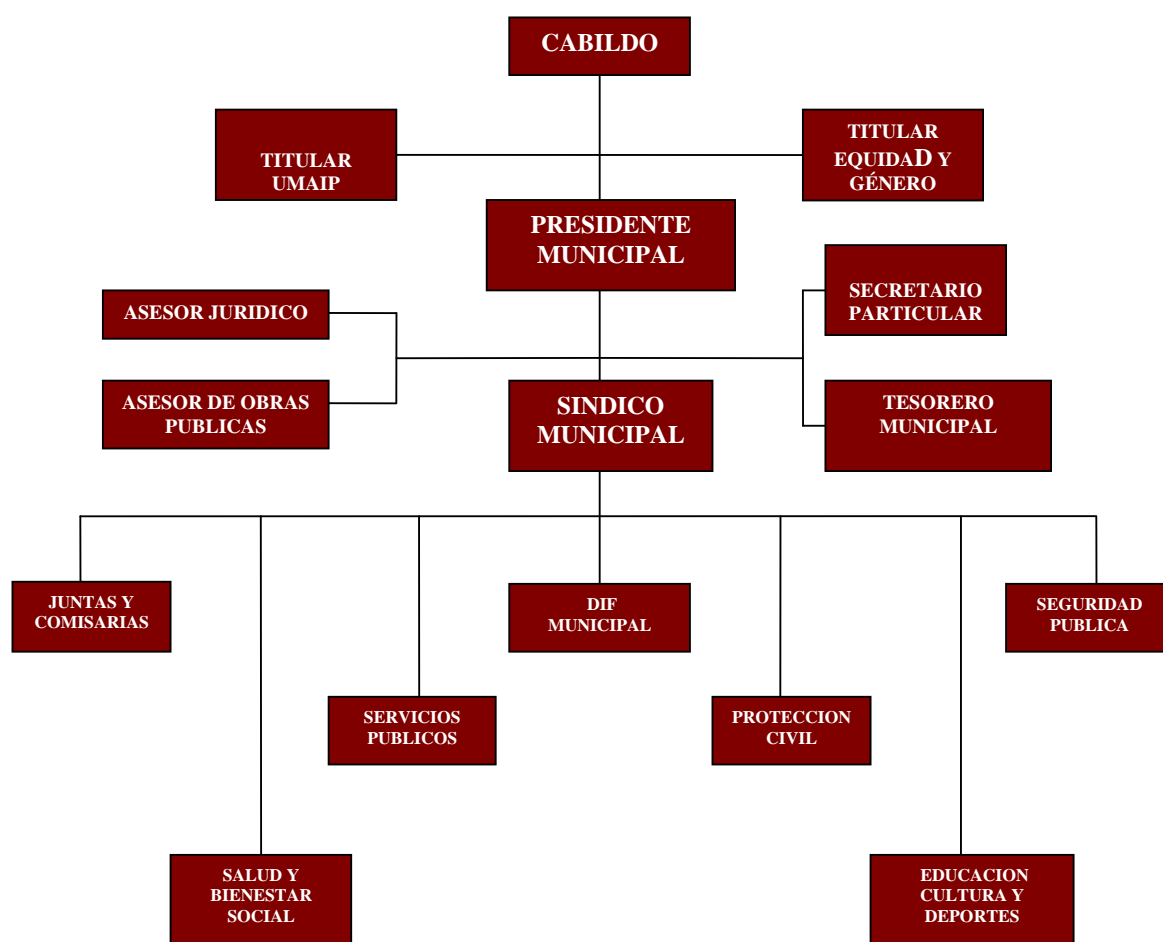 CABILDO
TITULAR
UMAIP
TITULAR
EQUIDAD Y
GÉNERO
PRESIDENTE
MUNICIPAL
ASESOR JURIDICO
SECRETARIO
PARTICULAR
ASESOR DE OBRAS
PUBLICAS
SINDICO
MUNICIPAL
TESORERO
MUNICIPAL
JUNTAS Y
COMISARIAS
DIF
MUNICIPAL
SEGURIDAD
PUBLICA
SERVICIOS
PUBLICOS
PROTECCION
CIVIL
SALUD Y
BIENESTAR
SOCIAL
EDUCACION
CULTURA Y
DEPORTES